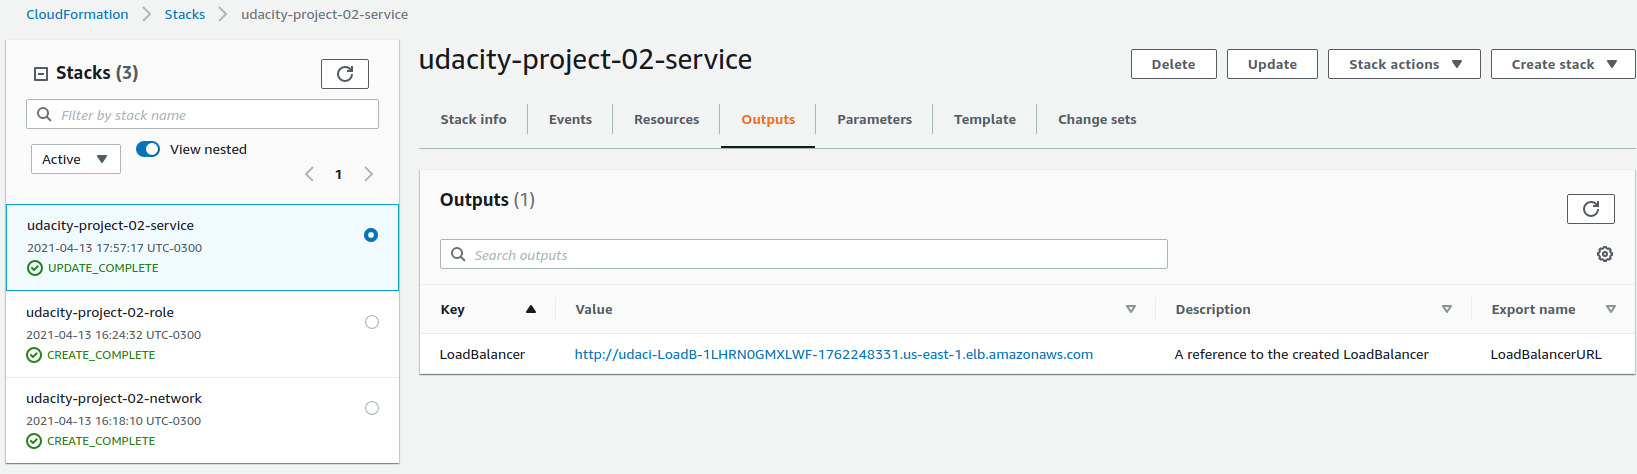 CloudFormation > Stacks > udacity-project-02-service
Stacks (3)
Filter by stack name
Active
View nested
1
udacity-project-02-service
2021-04-13 17:57:17 UTC-0300
UPDATE_COMPLETE
udacity-project-02-role
2021-04-13 16:24:32 UTC-0300
CREATE_COMPLETE
udacity-project-02-network
2021-04-13 16:18:10 UTC-0300
CREATE_COMPLETE
udacity-project-02-service
Delete Update Stack actions Create stack
Stack info Events Resources Outputs Parameters Template Change sets
Outputs (1)
Search outputs
Key Value Description Export name
LoadBalancer http://udaci-LoadB-1LHRN0GMXLWF-1762248331.us-east-1.elb.amazonaws.com A reference to the created LoadBalancer LoadBalancerURL